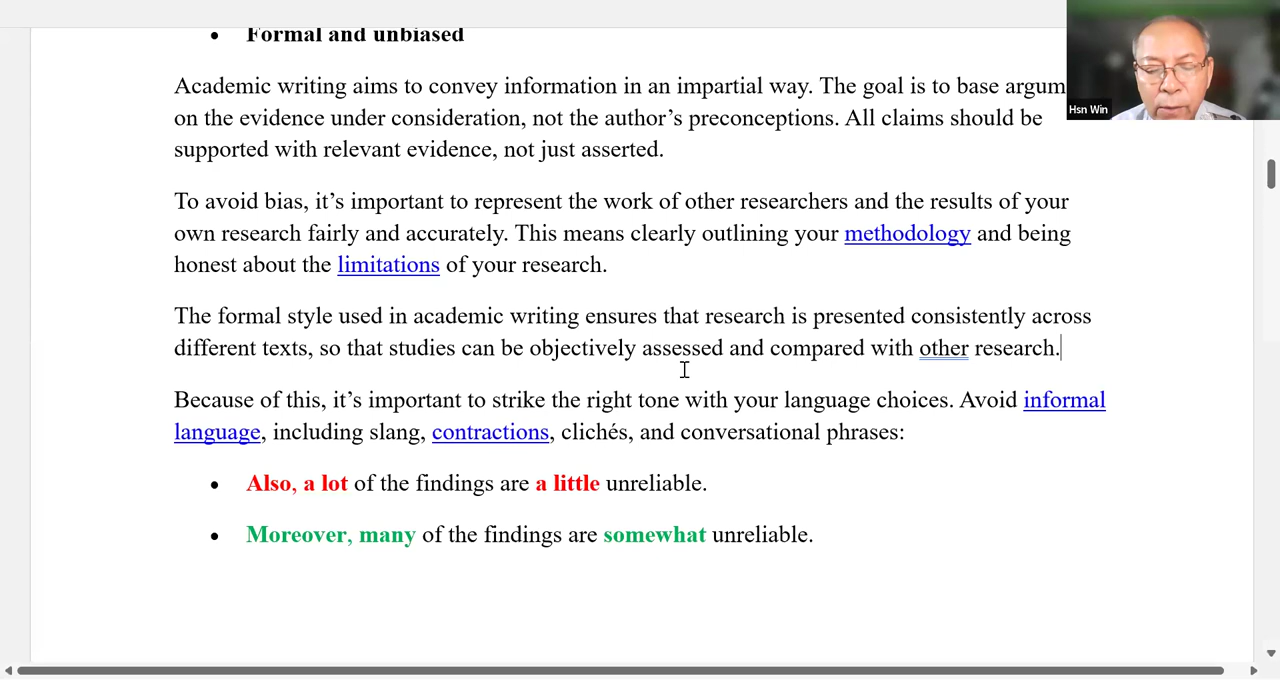 • Formal and unbiased
Academic writing aims to convey information in an impartial way. The goal is to base argum
on the evidence under consideration, not the author’s preconceptions. All claims should be
supported with relevant evidence, not just asserted.
To avoid bias, it’s important to represent the work of other researchers and the results of your
own research fairly and accurately. This means clearly outlining your methodology and being
honest about the limitations of your research.
The formal style used in academic writing ensures that research is presented consistently across
different texts, so that studies can be objectively assessed and compared with other research.
Because of this, it’s important to strike the right tone with your language choices. Avoid informal
language, including slang, contractions, clichés, and conversational phrases:
• Also, a lot of the findings are a little unreliable.
• Moreover, many of the findings are somewhat unreliable.
Hsn Win